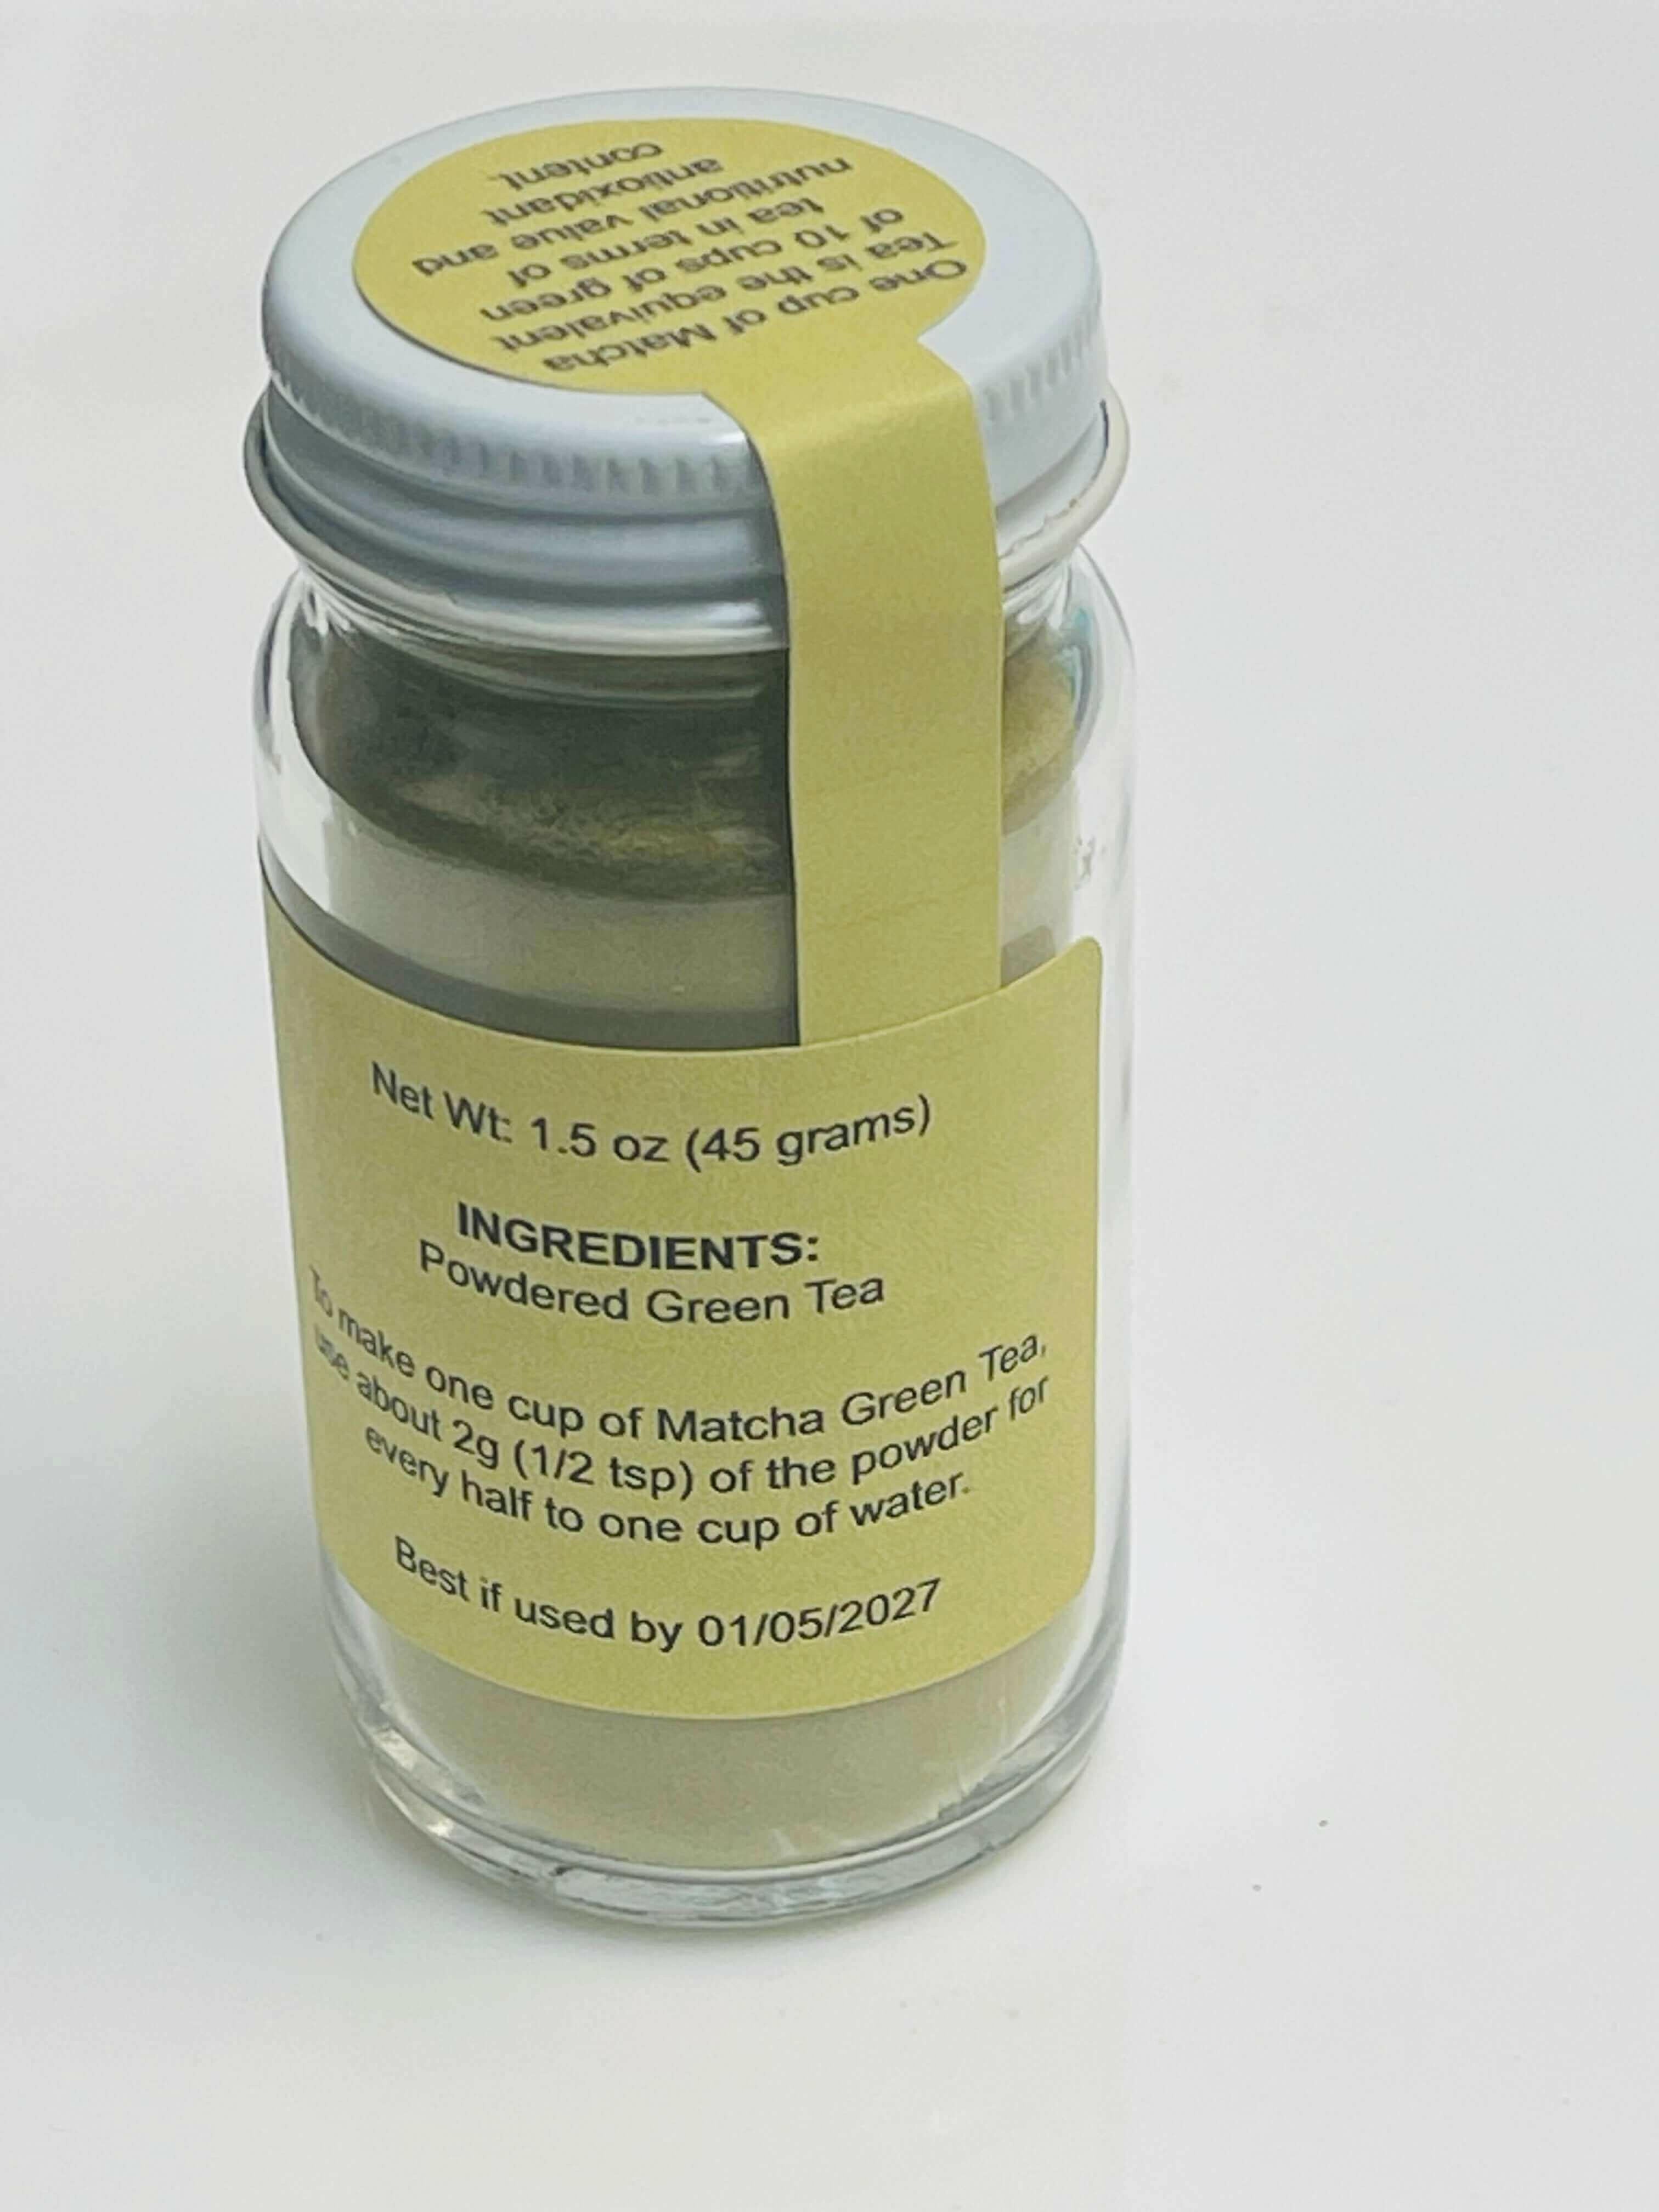 One cup of Matcha
Tea is the equivalent
of 10 cups of green
tea in terms of
nutritional value and
antioxidant
content.
Net Wt: 1.5 oz (45 grams)
INGREDIENTS:
Powdered Green Tea
To make one cup of Matcha Green Tea,
use about 2g (1/2 tsp) of the powder for
every half to one cup of water.
Best if used by 01/05/2027